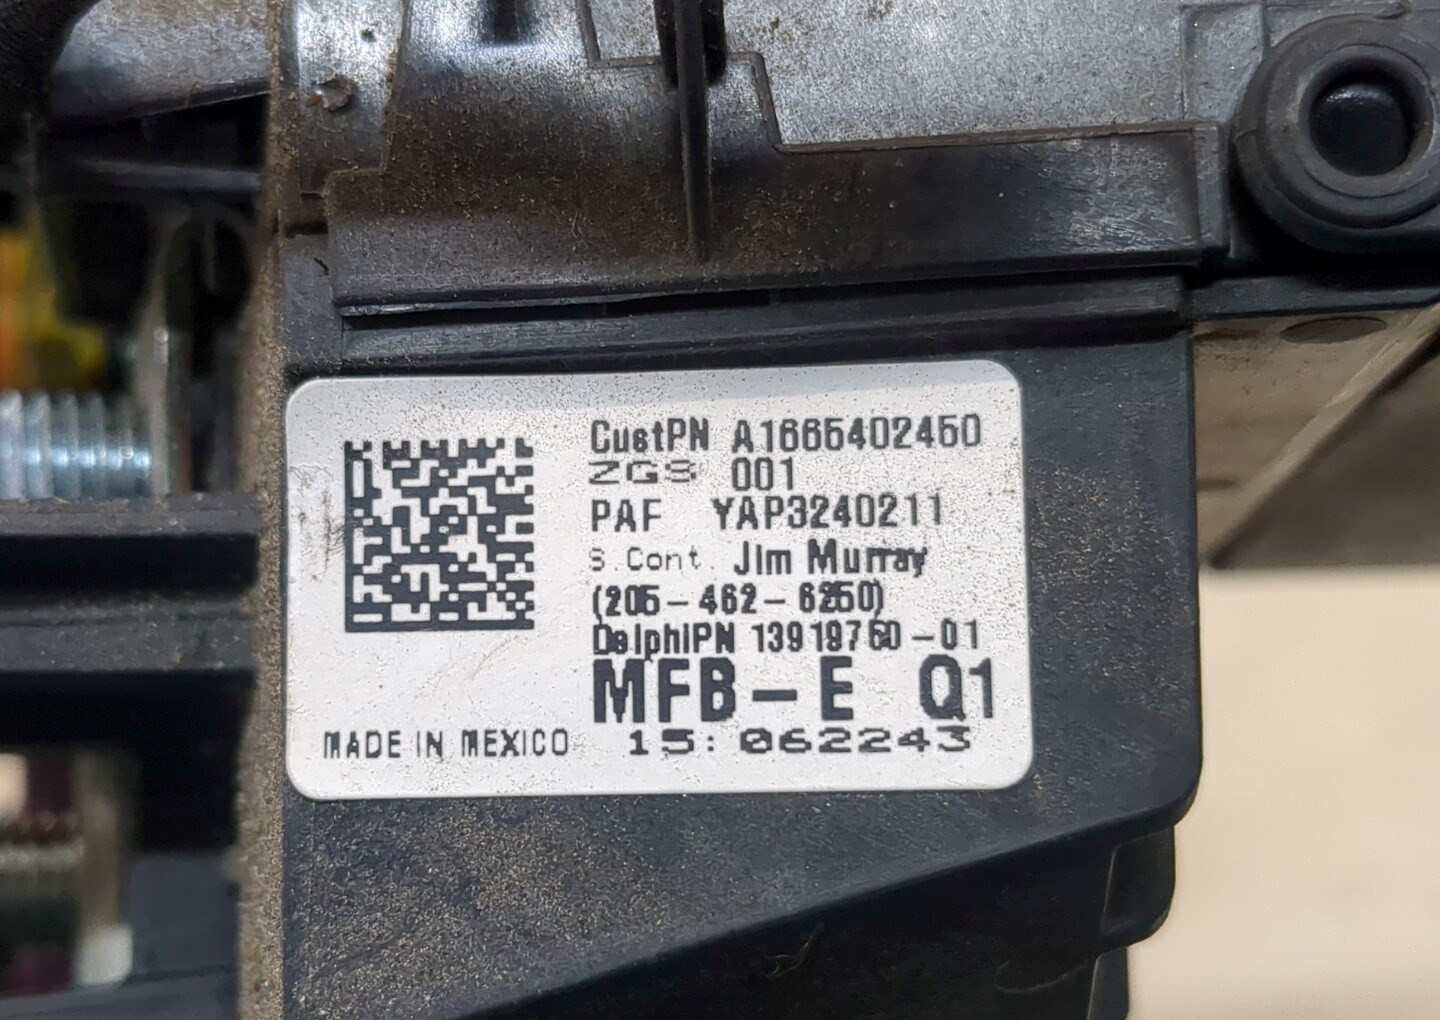 CustPN A1665402450
ZGS 001
PAF YAP3240211
S.Cont. Jim Murray
(205-462-6250)
DelphiPN 13919750-01
MFB-E Q1
MADE IN MEXICO 15:062243